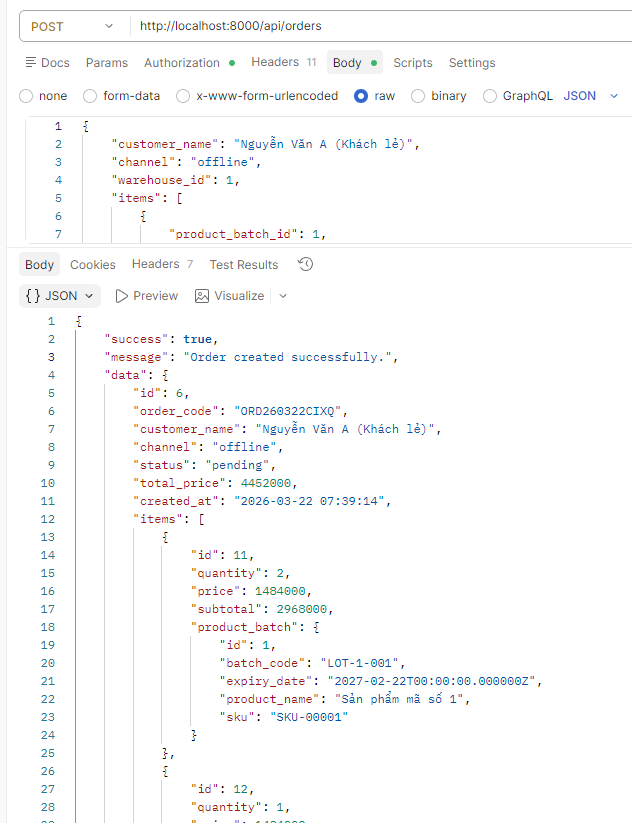 POST http://localhost:8000/api/orders
Docs Params Authorization Headers 11 Body Scripts Settings
none form-data x-www-form-urlencoded raw binary GraphQL JSON
1 {
2 "customer_name": "Nguyễn Văn A (Khách lẻ)",
3 "channel": "offline",
4 "warehouse_id": 1,
5 "items": [
6 {
7 "product_batch_id": 1,
Body Cookies Headers 7 Test Results
{} JSON Preview Visualize
1 {
2 "success": true,
3 "message": "Order created successfully.",
4 "data": {
5 "id": 6,
6 "order_code": "ORD260322CIXQ",
7 "customer_name": "Nguyễn Văn A (Khách lẻ)",
8 "channel": "offline",
9 "status": "pending",
10 "total_price": 4452000,
11 "created_at": "2026-03-22 07:39:14",
12 "items": [
13 {
14 "id": 11,
15 "quantity": 2,
16 "price": 1484000,
17 "subtotal": 2968000,
18 "product_batch": {
19 "id": 1,
20 "batch_code": "LOT-1-001",
21 "expiry_date": "2027-02-22T00:00:00.000000Z",
22 "product_name": "Sản phẩm mã số 1",
23 "sku": "SKU-00001"
24 }
25 },
26 {
27 "id": 12,
28 "quantity": 1,